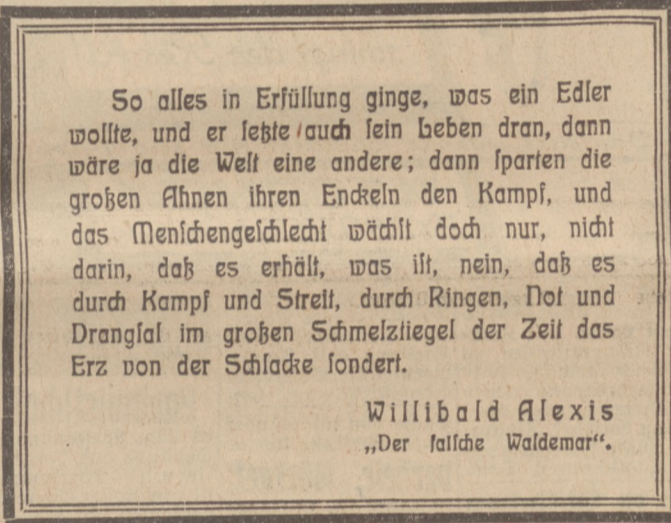 So alles in Erfüllung ginge, was ein Edler
wollte, und er ſetzte auch ſein Leben dran, dann
wäre ja die Welt eine andere; dann ſparten die
großen Ahnen ihren Enckeln den Kampf, und
das Menſchengeſchlecht wächſt doch nur, nicht
darin, daß es erhält, was iſt, nein, daß es
durch Kampf und Streit, durch Ringen, Not und
Drangſal im großen Schmelztiegel der Zeit das
Erz von der Schlacke ſondert.
Willibald Alexis
„Der falſche Waldemar“.